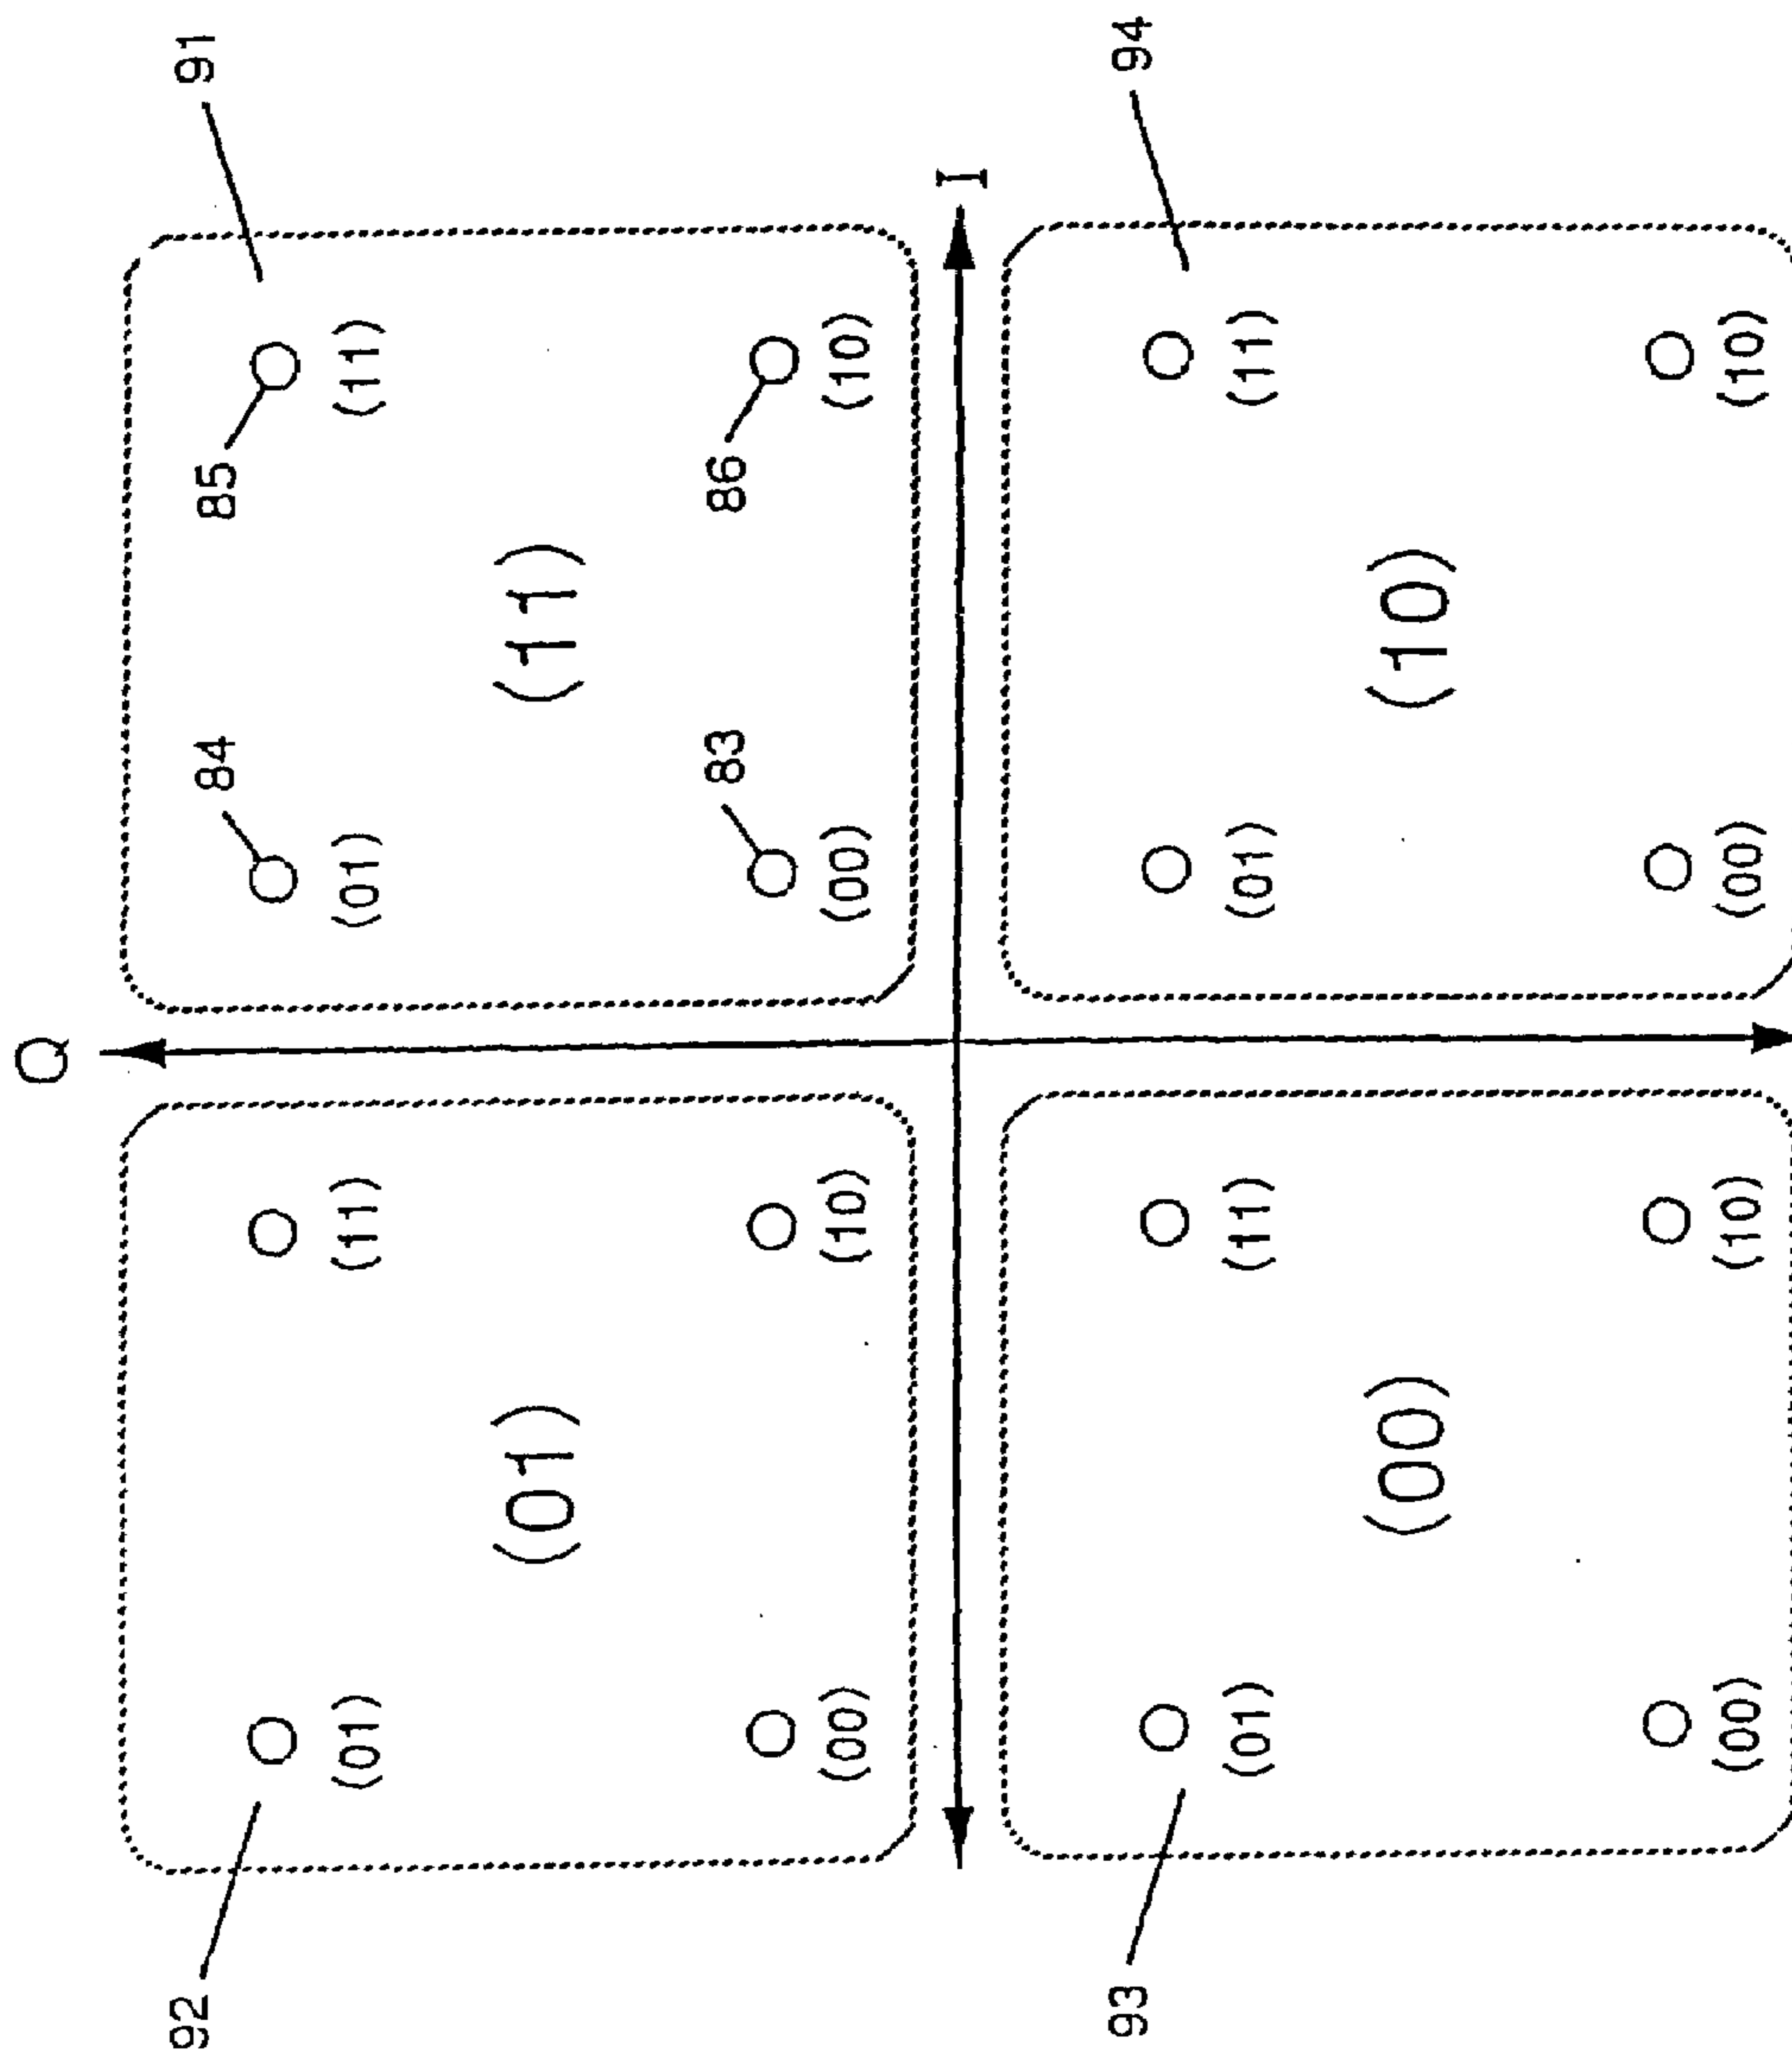 Q
92 91
84 85
(01) (11) (01) (11)
(01) (11)
83 86
(00) (10) (00) (10)
I
93 94
(01) (11) (01) (11)
(00) (10)
(00) (10) (00) (10)